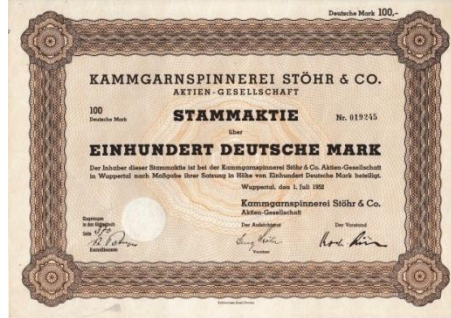 Deutsche Mark 100,-
KAMMGARNSPINNEREI STÖHR & CO.
AKTIEN-GESELLSCHAFT
100
Deutsche Mark
STAMMAKTIE
Nr. 019245
über
EINHUNDERT DEUTSCHE MARK
Der Inhaber dieser Stammaktie ist bei der Kammgarnspinnerei Stöhr & Co. Aktien-Gesellschaft
in Wuppertal nach Maßgabe ihrer Satzung in Höhe von Einhundert Deutsche Mark beteiligt.
Wuppertal, den 1. Juli 1952
Kammgarnspinnerei Stöhr & Co.
Aktien-Gesellschaft
Eingetragen
Seite
Der Aufsichtsrat
Der Vorstand
Kontrollbeamter
Vorsitzer